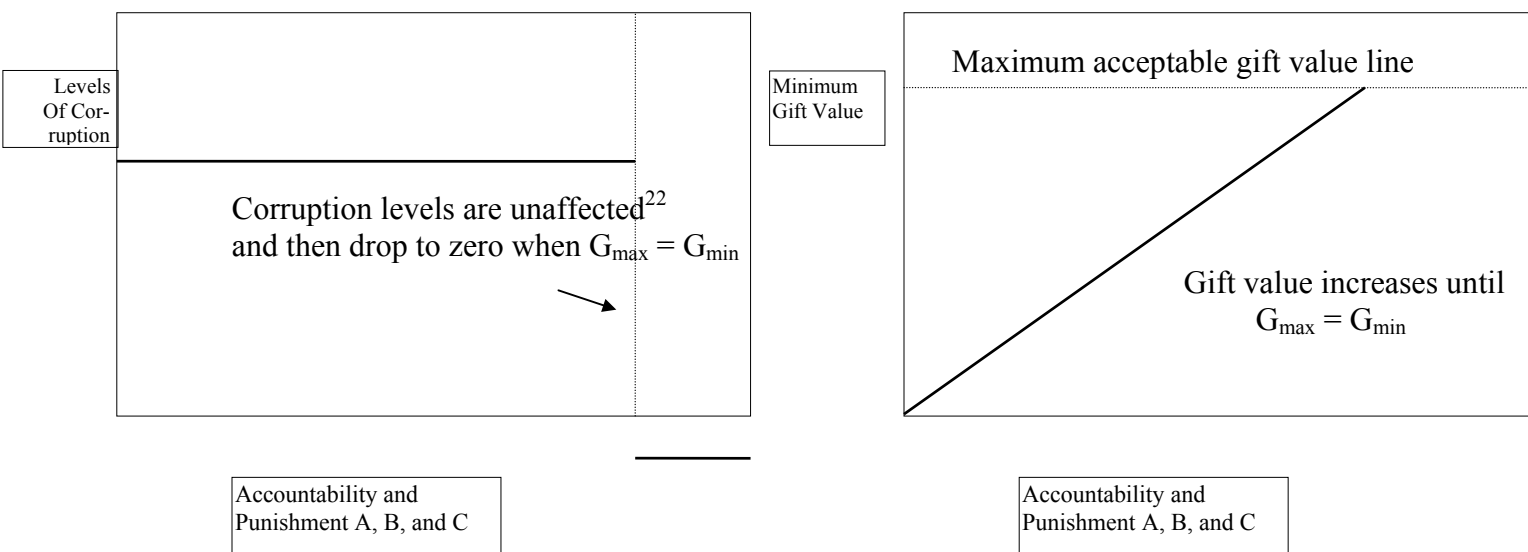 Levels
Of Cor-
ruption
Corruption levels are unaffected22
and then drop to zero when Gmax = Gmin
Accountability and
Punishment A, B, and C
Minimum
Gift Value
Maximum acceptable gift value line
Gift value increases until
Gmax = Gmin
Accountability and
Punishment A, B, and C